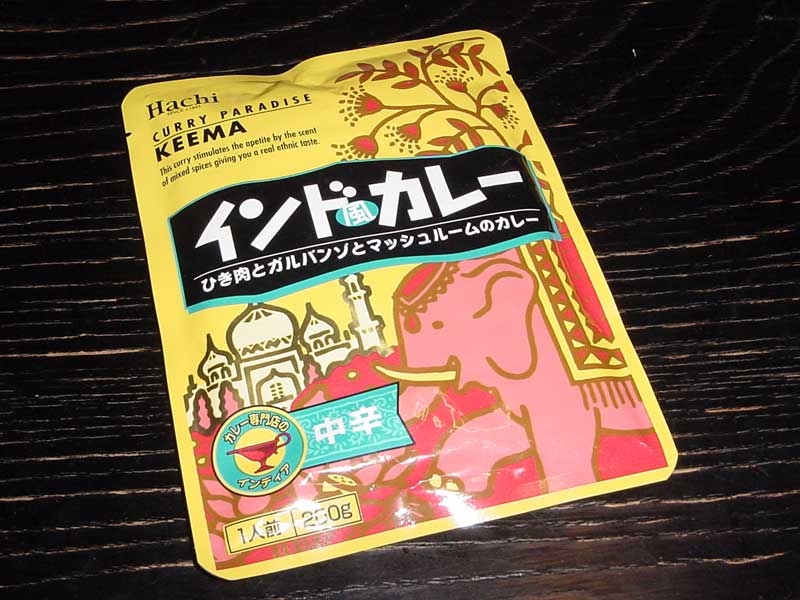 Hachi
SINCE 1845
CURRY PARADISE
KEEMA
This curry stimulates the apetite by the scent
of mixed spices giving you a real ethnic taste.
インド風カレー
ひき肉とガルバンゾとマッシュルームのカレー
中辛
カレー専門店の
インディア
1人前 250g